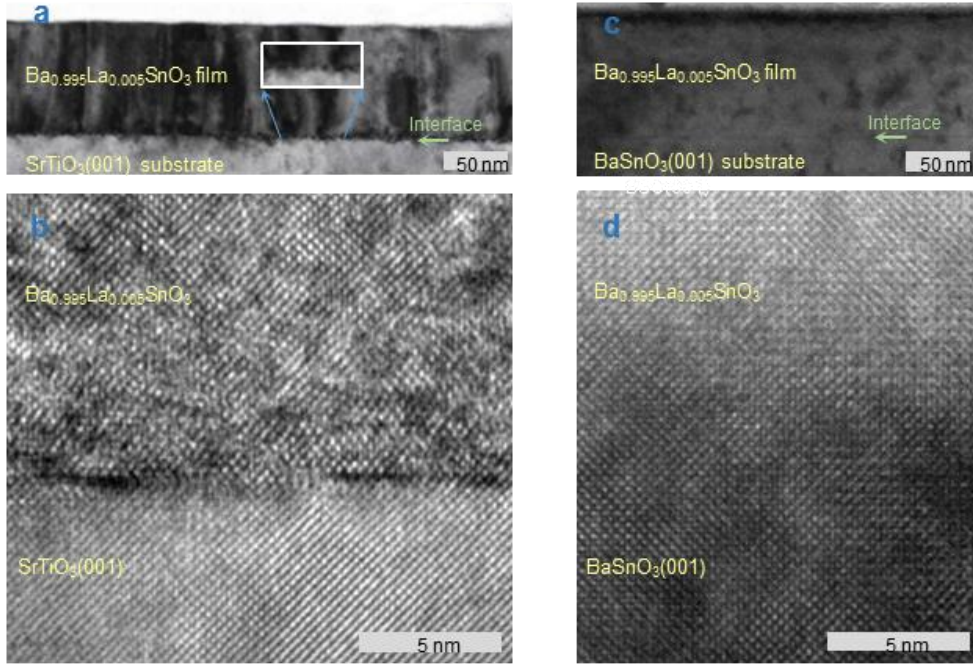 a
Ba₀.₉₉₅La₀.₀₀₅SnO₃ film
Interface
SrTiO₃(001) substrate
50 nm
b
Ba₀.₉₉₅La₀.₀₀₅SnO₃
SrTiO₃(001)
5 nm
c
Ba₀.₉₉₅La₀.₀₀₅SnO₃ film
Interface
BaSnO₃(001) substrate
50 nm
d
Ba₀.₉₉₅La₀.₀₀₅SnO₃
BaSnO₃(001)
5 nm